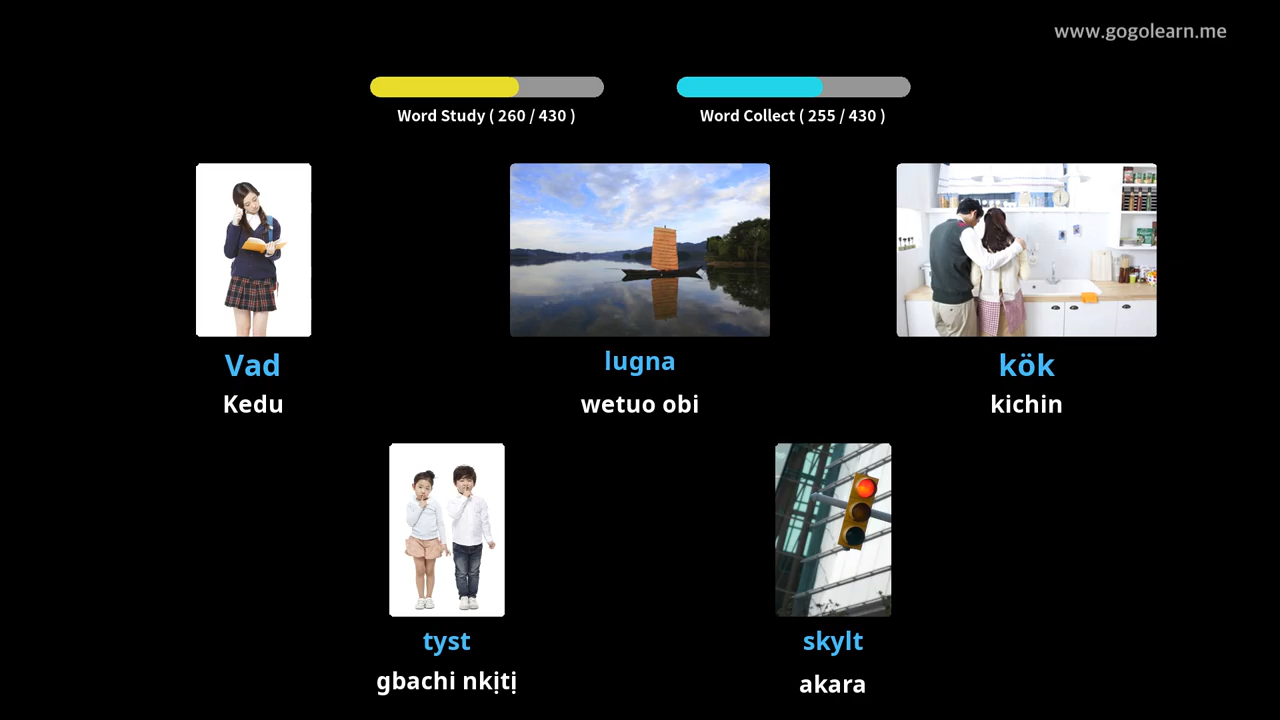 www.gogolearn.me
Word Study ( 260 / 430 )
Word Collect ( 255 / 430 )
Vad
Kedu
lugna
wetuo obi
kök
kichin
tyst
gbachi nkịtị
skylt
akara